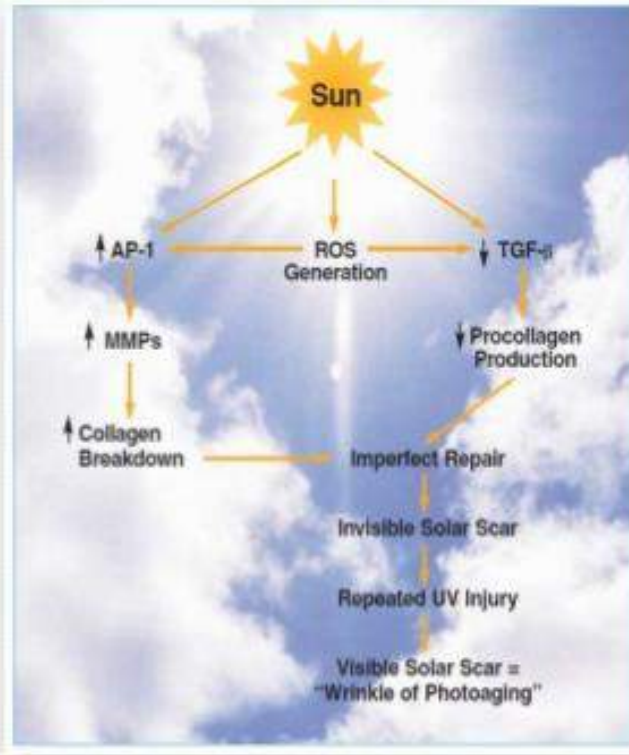 Sun
AP-1
ROS
Generation
TGF-β
MMPs
Procollagen
Production
Collagen
Breakdown
Imperfect Repair
Invisible Solar Scar
Repeated UV Injury
Visible Solar Scar =
"Wrinkle of Photoaging"